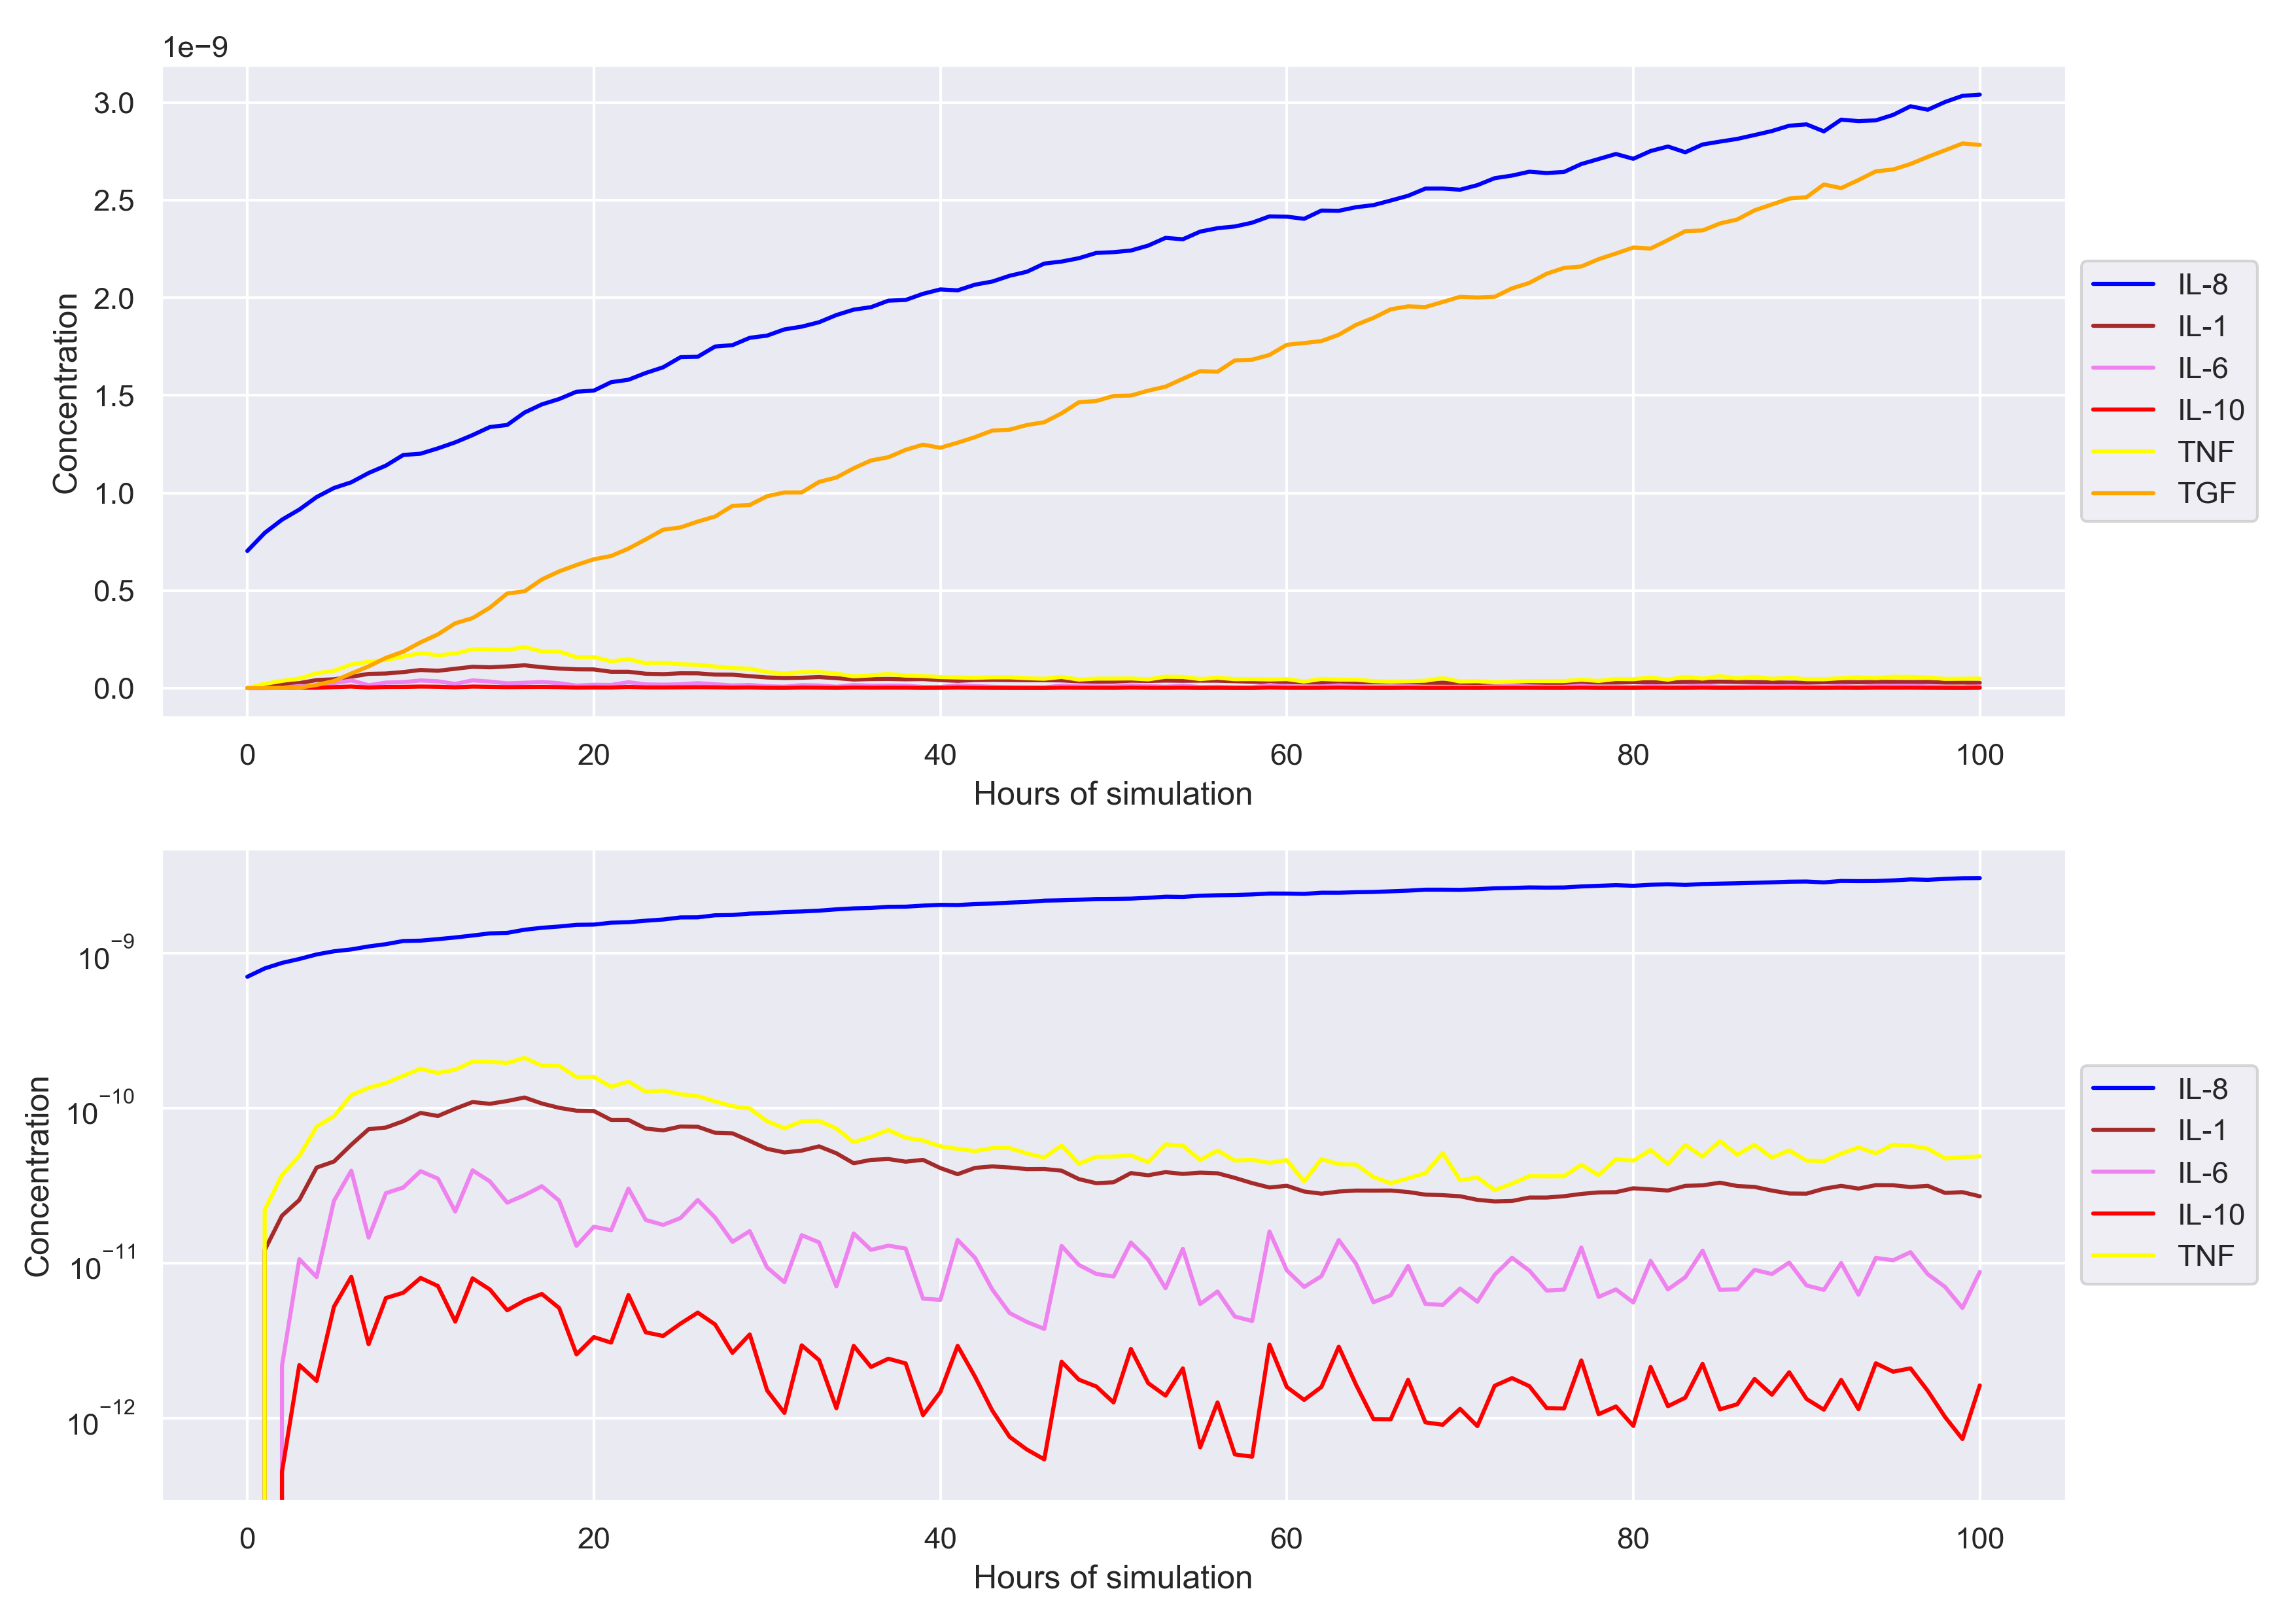 1e−9
3.0
2.5
2.0
1.5
1.0
0.5
0.0
Concentration
0
20
40
60
80
100
Hours of simulation
IL-8
IL-1
IL-6
IL-10
TNF
TGF
10⁻⁹
10⁻¹⁰
10⁻¹¹
10⁻¹²
Concentration
0
20
40
60
80
100
Hours of simulation
IL-8
IL-1
IL-6
IL-10
TNF